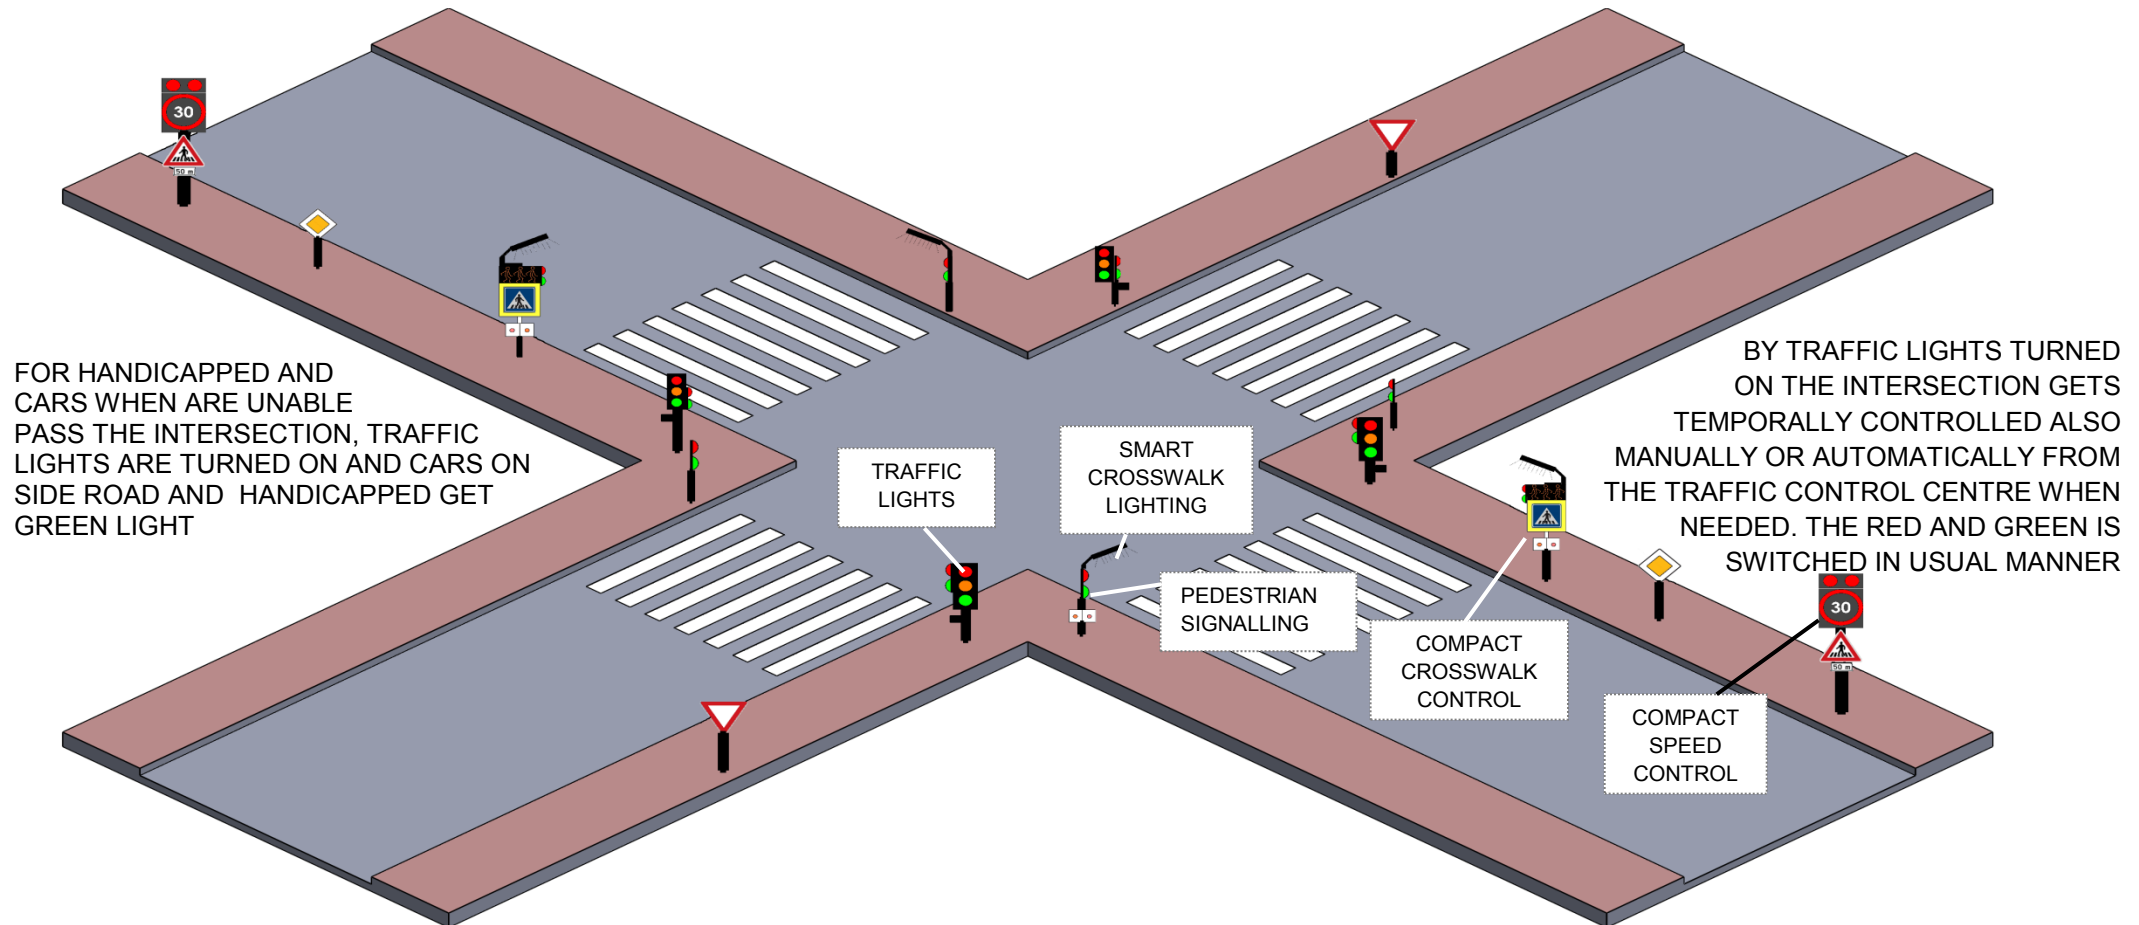 30
50 m
FOR HANDICAPPED AND
CARS WHEN ARE UNABLE
PASS THE INTERSECTION, TRAFFIC
LIGHTS ARE TURNED ON AND CARS ON
SIDE ROAD AND HANDICAPPED GET
GREEN LIGHT
BY TRAFFIC LIGHTS TURNED
ON THE INTERSECTION GETS
TEMPORALLY CONTROLLED ALSO
MANUALLY OR AUTOMATICALLY FROM
THE TRAFFIC CONTROL CENTRE WHEN
NEEDED. THE RED AND GREEN IS
SWITCHED IN USUAL MANNER
TRAFFIC
LIGHTS
SMART
CROSSWALK
LIGHTING
PEDESTRIAN
SIGNALLING
COMPACT
CROSSWALK
CONTROL
COMPACT
SPEED
CONTROL
30
50 m